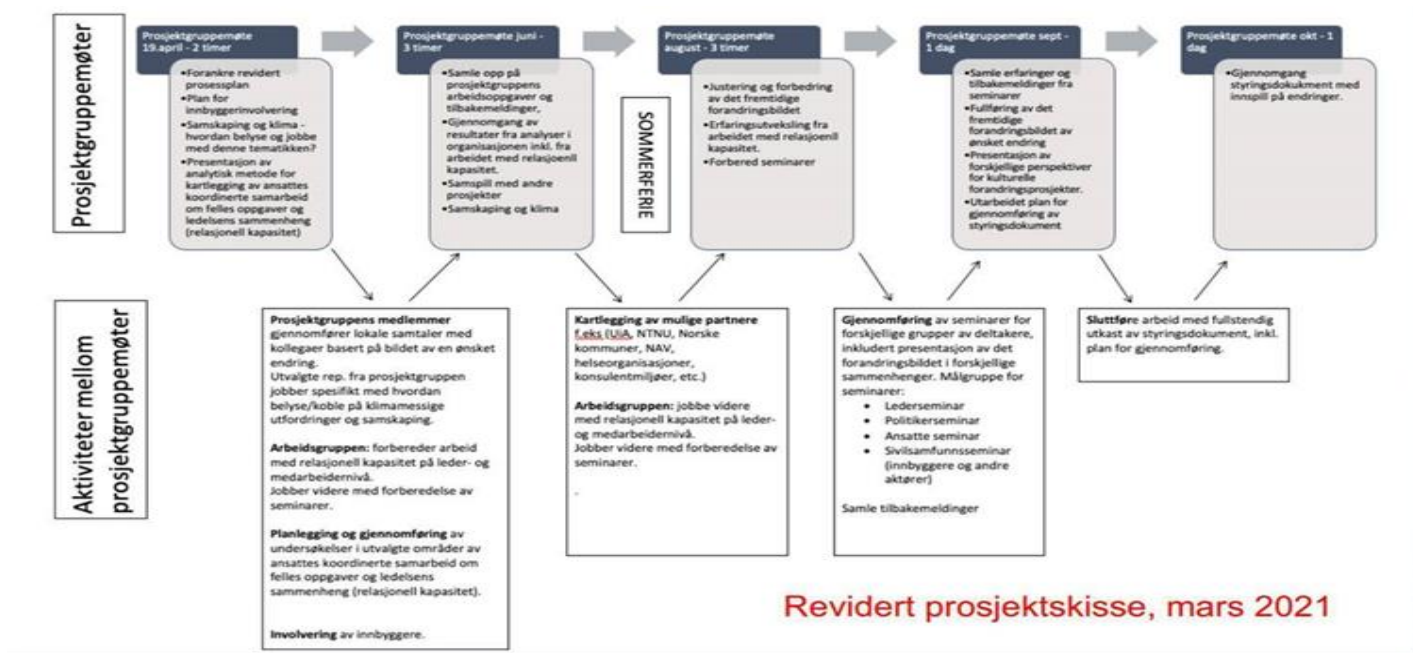 Prosjektgruppemøter
Prosjektgruppemøte
19.april - 2 timer
•Forankre revidert
prosessplan
•Plan for
innbyggerinvolvering
•Samskaping og klima -
hvordan belyse og jobbe
med denne tematikken?
•Presentasjon av
analytisk metode for
kartlegging av ansattes
koordinerte samarbeid
om felles oppgaver og
ledelsens sammenheng
(relasjonell kapasitet)
Prosjektgruppemøte juni -
3 timer
•Samle opp på
prosjektgruppens
arbeidsoppgaver og
tilbakemeldinger,
•Gjennomgang av
resultater fra analyser i
organisasjonen inkl. fra
arbeidet med relasjoenll
kapasitet.
•Samspill med andre
prosjekter
•Samskaping og klima
SOMMERFERIE
Prosjektgruppemøte
august - 3 timer
•Justering og forbedring
av det fremtidige
forandringsbildet
•Erfaringsutveksling fra
arbeidet med relasjoenll
kapasitet.
•Forbered seminarer
Prosjektgruppemøte sept -
1 dag
•Samle erfaringer og
tilbakemeldinger fra
seminarer
•Fullføring av det
fremtidige
forandringsbildet av
ønsket endring
•Presentasjon av
forskjellige perspektiver
for kulturelle
forandringsprosjekter.
•Utarbeidet plan for
gjennomføring av
styringsdokument
Prosjektgruppemøte okt - 1
dag
•Gjennomgang
styringsdokukment med
innspill på endringer.
Aktiviteter mellom
prosjektgruppemøter
Prosjektgruppens medlemmer
gjennomfører lokale samtaler med
kollegaer basert på bildet av en ønsket
endring.
Utvalgte rep. fra prosjektgruppen
jobber spesifikt med hvordan
belyse/koble på klimamessige
utfordringer og samskaping.
Arbeidsgruppen: forbereder arbeid
med relasjonell kapasitet på leder- og
medarbeidernivå.
Jobber videre med forberedelse av
seminarer.
Planlegging og gjennomføring av
undersøkelser i utvalgte områder av
ansattes koordinerte samarbeid om
felles oppgaver og ledelsens
sammenheng (relasjonell kapasitet).
Involvering av innbyggere.
Kartlegging av mulige partnere
f.eks (UiA, NTNU, Norske
kommuner, NAV,
helseorganisasjoner,
konsulentmiljøer, etc.)
Arbeidsgruppen: jobbe videre
med relasjonell kapasitet på leder-
og medarbeidernivå.
Jobber videre med forberedelse av
seminarer.
.
Gjennomføring av seminarer for
forskjellige grupper av deltakere,
inkludert presentasjon av det
forandringsbildet i forskjellige
sammenhenger. Målgruppe for
seminarer:
• Lederseminar
• Politikerseminar
• Ansatte seminar
• Sivilsamfunnsseminar
(innbyggere og andre
aktører)
Samle tilbakemeldinger
Sluttføre arbeid med fullstendig
utkast av styringsdokument, inkl.
plan for gjennomføring.
Revidert prosjektskisse, mars 2021